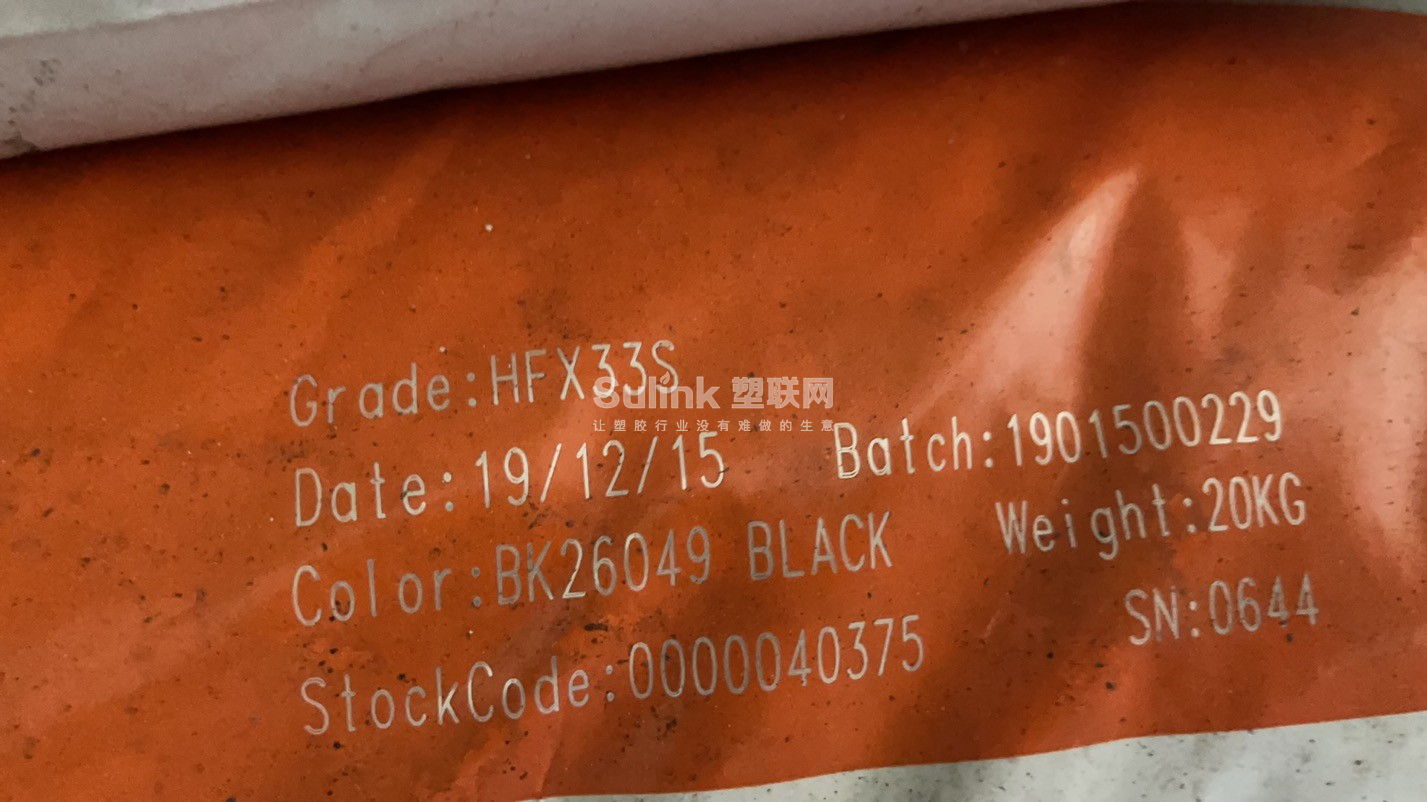 Grade:HFX33S
Sulink 塑联网
让塑胶行业没有难做的生意
Date:19/12/15 Batch:1901500229
Color:BK26049 BLACK Weight:20KG
StockCode:0000040375 SN:0644